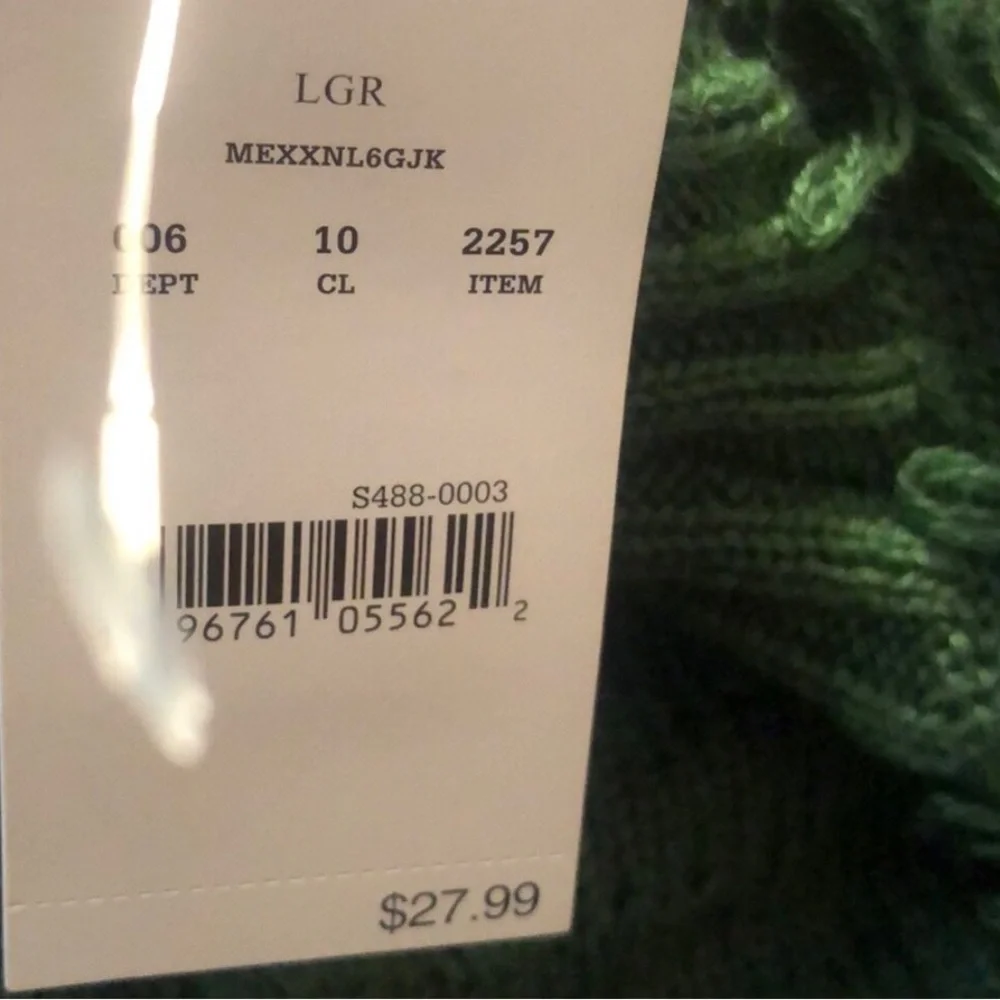 LGR
MEXXNL6GJK
006 10 2257
DEPT CL ITEM
S488-0003
96761 05562 2
$27.99